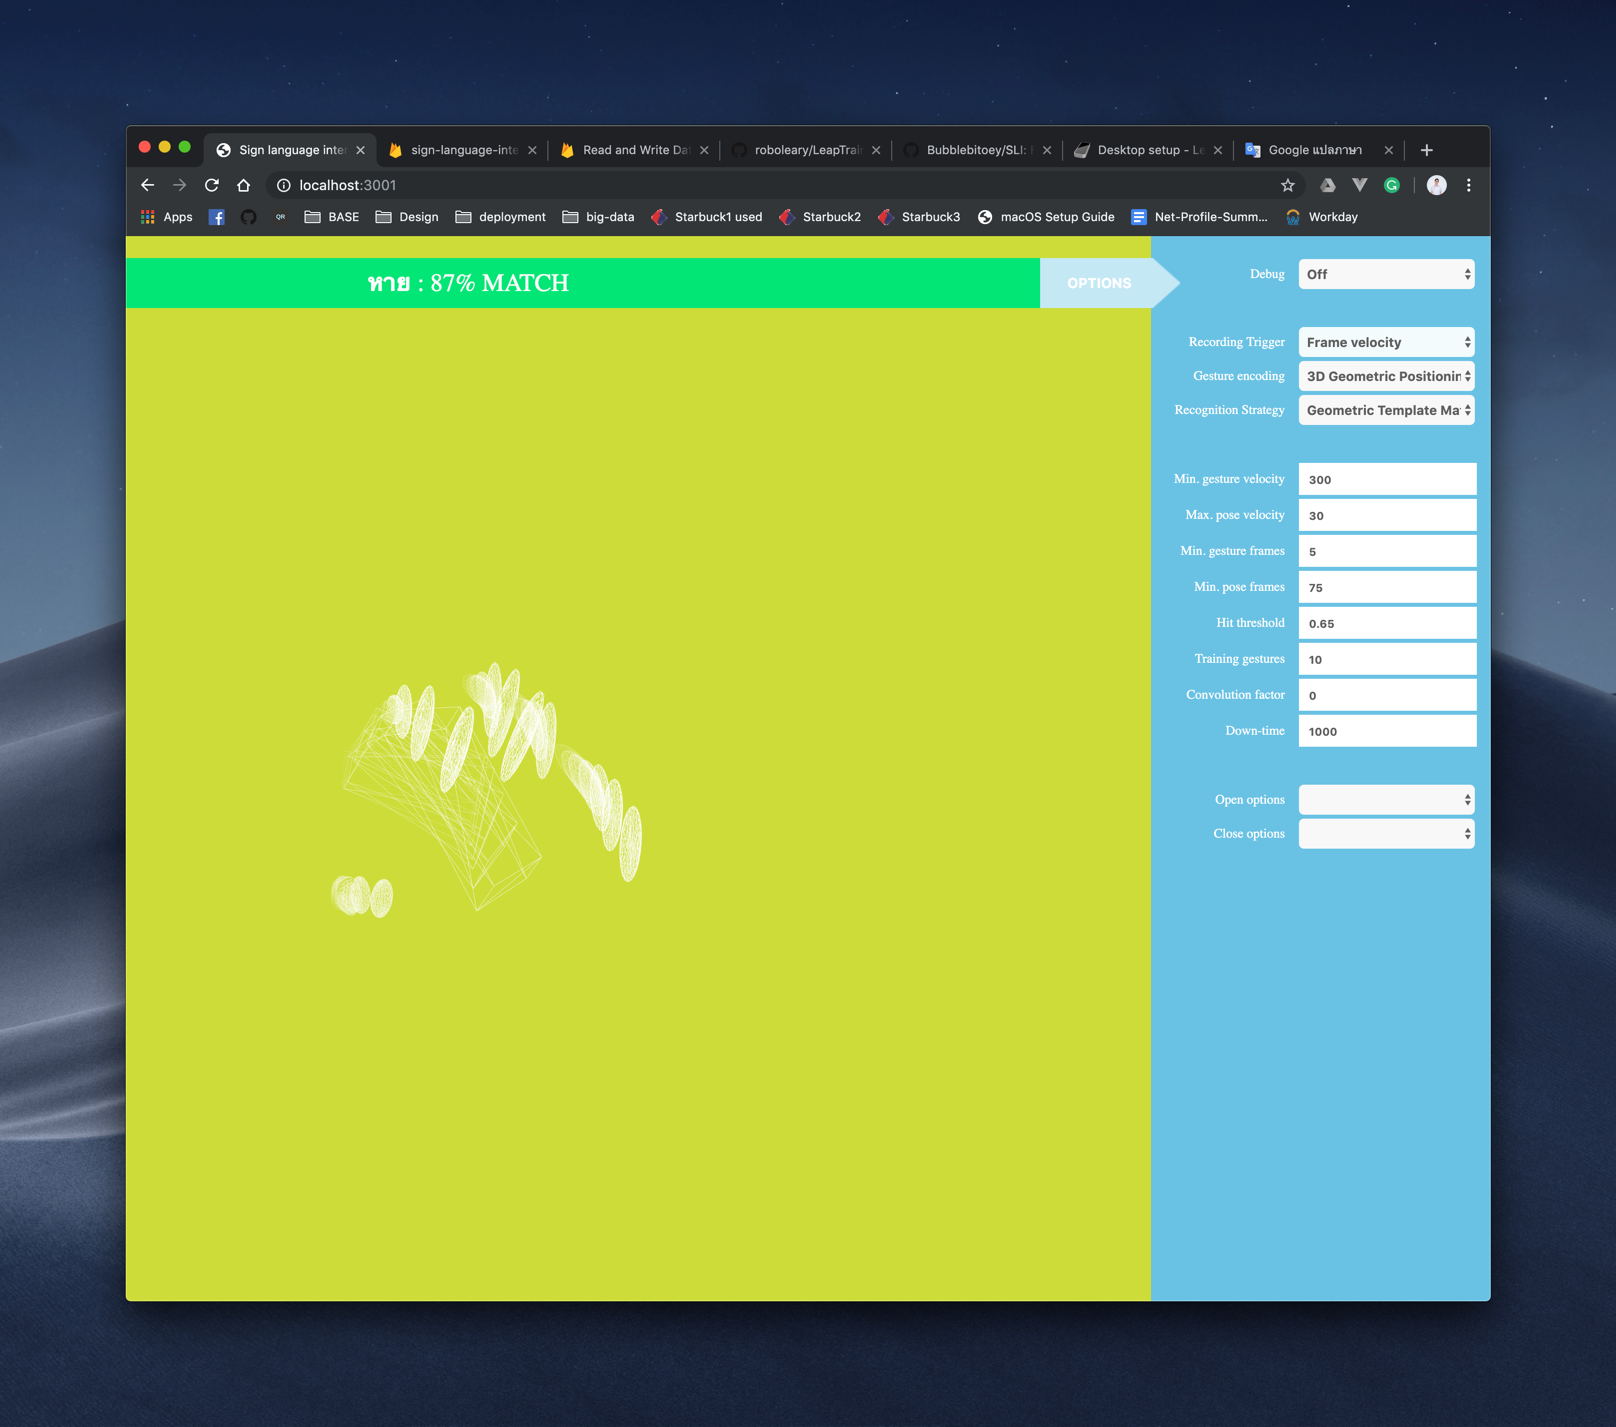 Sign language inte
sign-language-inte
Read and Write Da
roboleary/LeapTrai
Bubblebitoey/SLI:
Desktop setup - Le
Google แปลภาษา
localhost:3001
Apps
QR
BASE
Design
deployment
big-data
Starbuck1 used
Starbuck2
Starbuck3
macOS Setup Guide
Net-Profile-Summ...
Workday
หาย : 87% MATCH
OPTIONS
Debug Off
Recording Trigger Frame velocity
Gesture encoding 3D Geometric Positionin
Recognition Strategy Geometric Template Ma
Min. gesture velocity 300
Max. pose velocity 30
Min. gesture frames 5
Min. pose frames 75
Hit threshold 0.65
Training gestures 10
Convolution factor 0
Down-time 1000
Open options
Close options